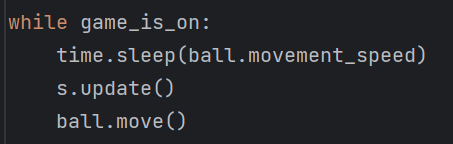 while game_is_on:
    time.sleep(ball.movement_speed)
    s.update()
    ball.move()